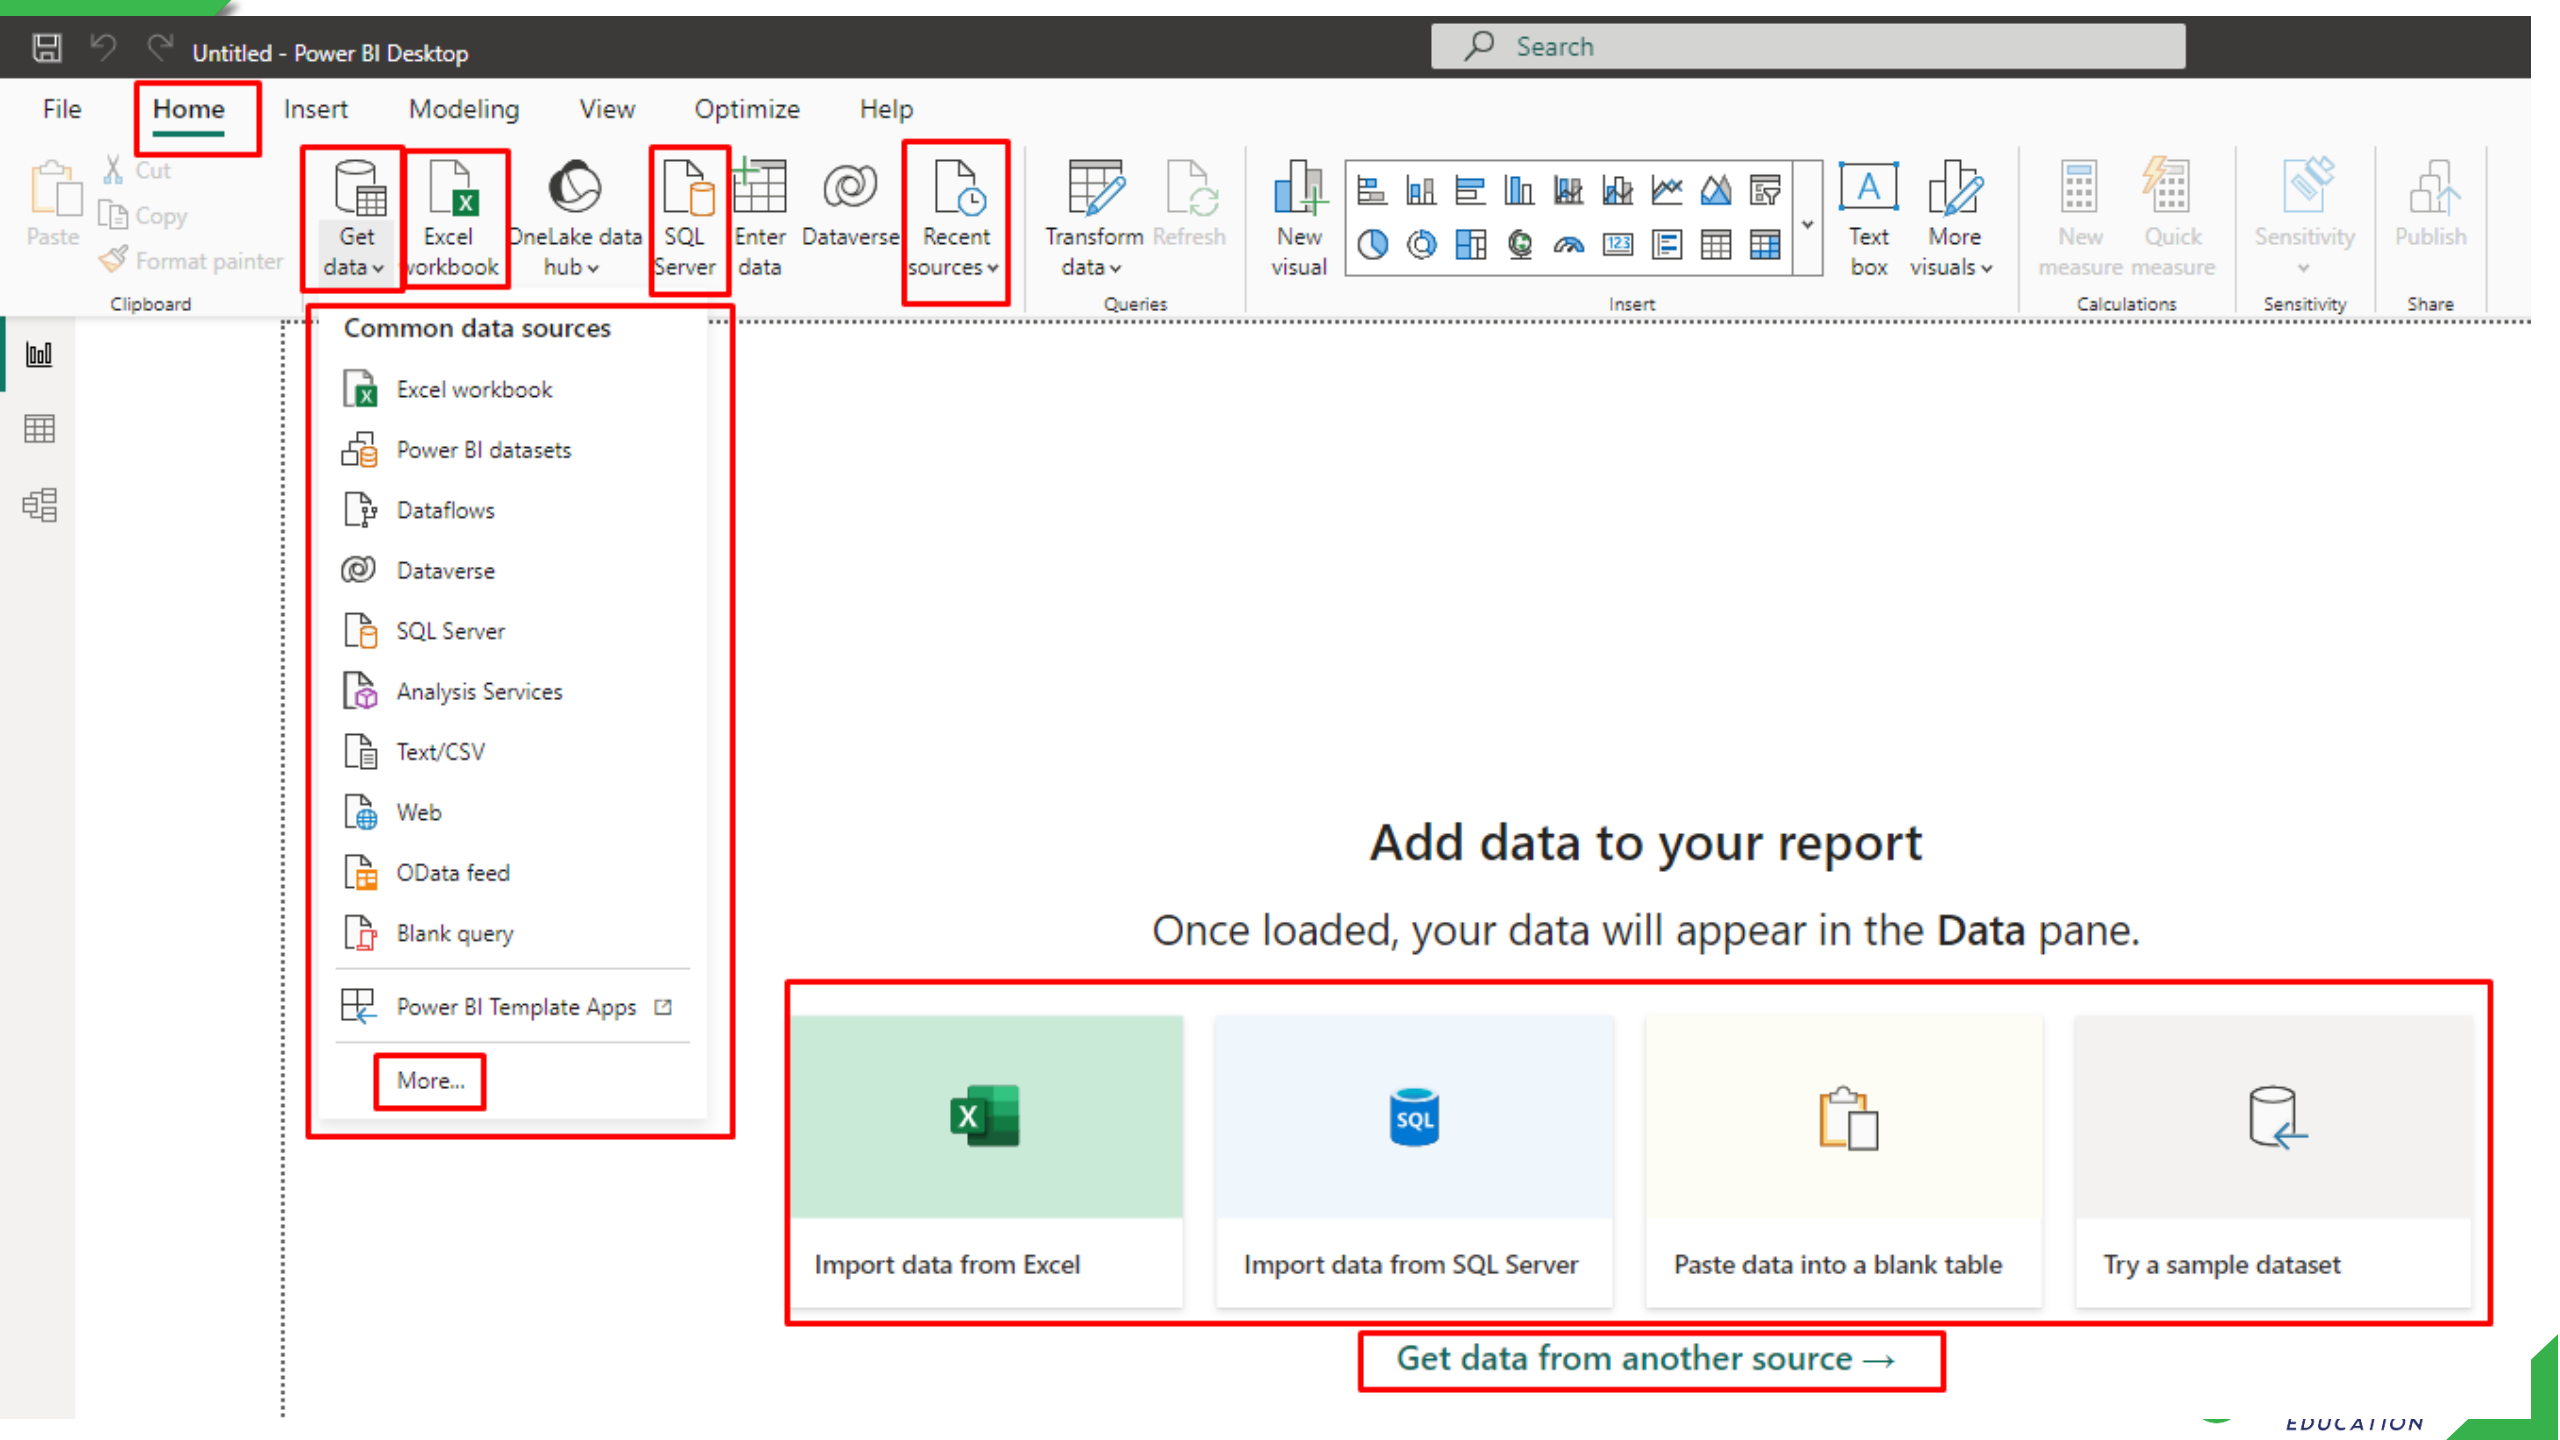 Untitled - Power BI Desktop
Search
File Home Insert Modeling View Optimize Help
Paste
Cut
Copy
Format painter
Clipboard
Get data
Excel workbook
OneLake data hub
SQL Server
Enter data
Dataverse
Recent sources
Transform data
Refresh
Queries
New visual
123
A
Text box
More visuals
Insert
New measure
Quick measure
Calculations
Sensitivity
Sensitivity
Publish
Share
Common data sources
Excel workbook
Power BI datasets
Dataflows
Dataverse
SQL Server
Analysis Services
Text/CSV
Web
OData feed
Blank query
Power BI Template Apps
More...
Add data to your report
Once loaded, your data will appear in the Data pane.
X
SQL
Import data from Excel
Import data from SQL Server
Paste data into a blank table
Try a sample dataset
Get data from another source →
EDUCATION